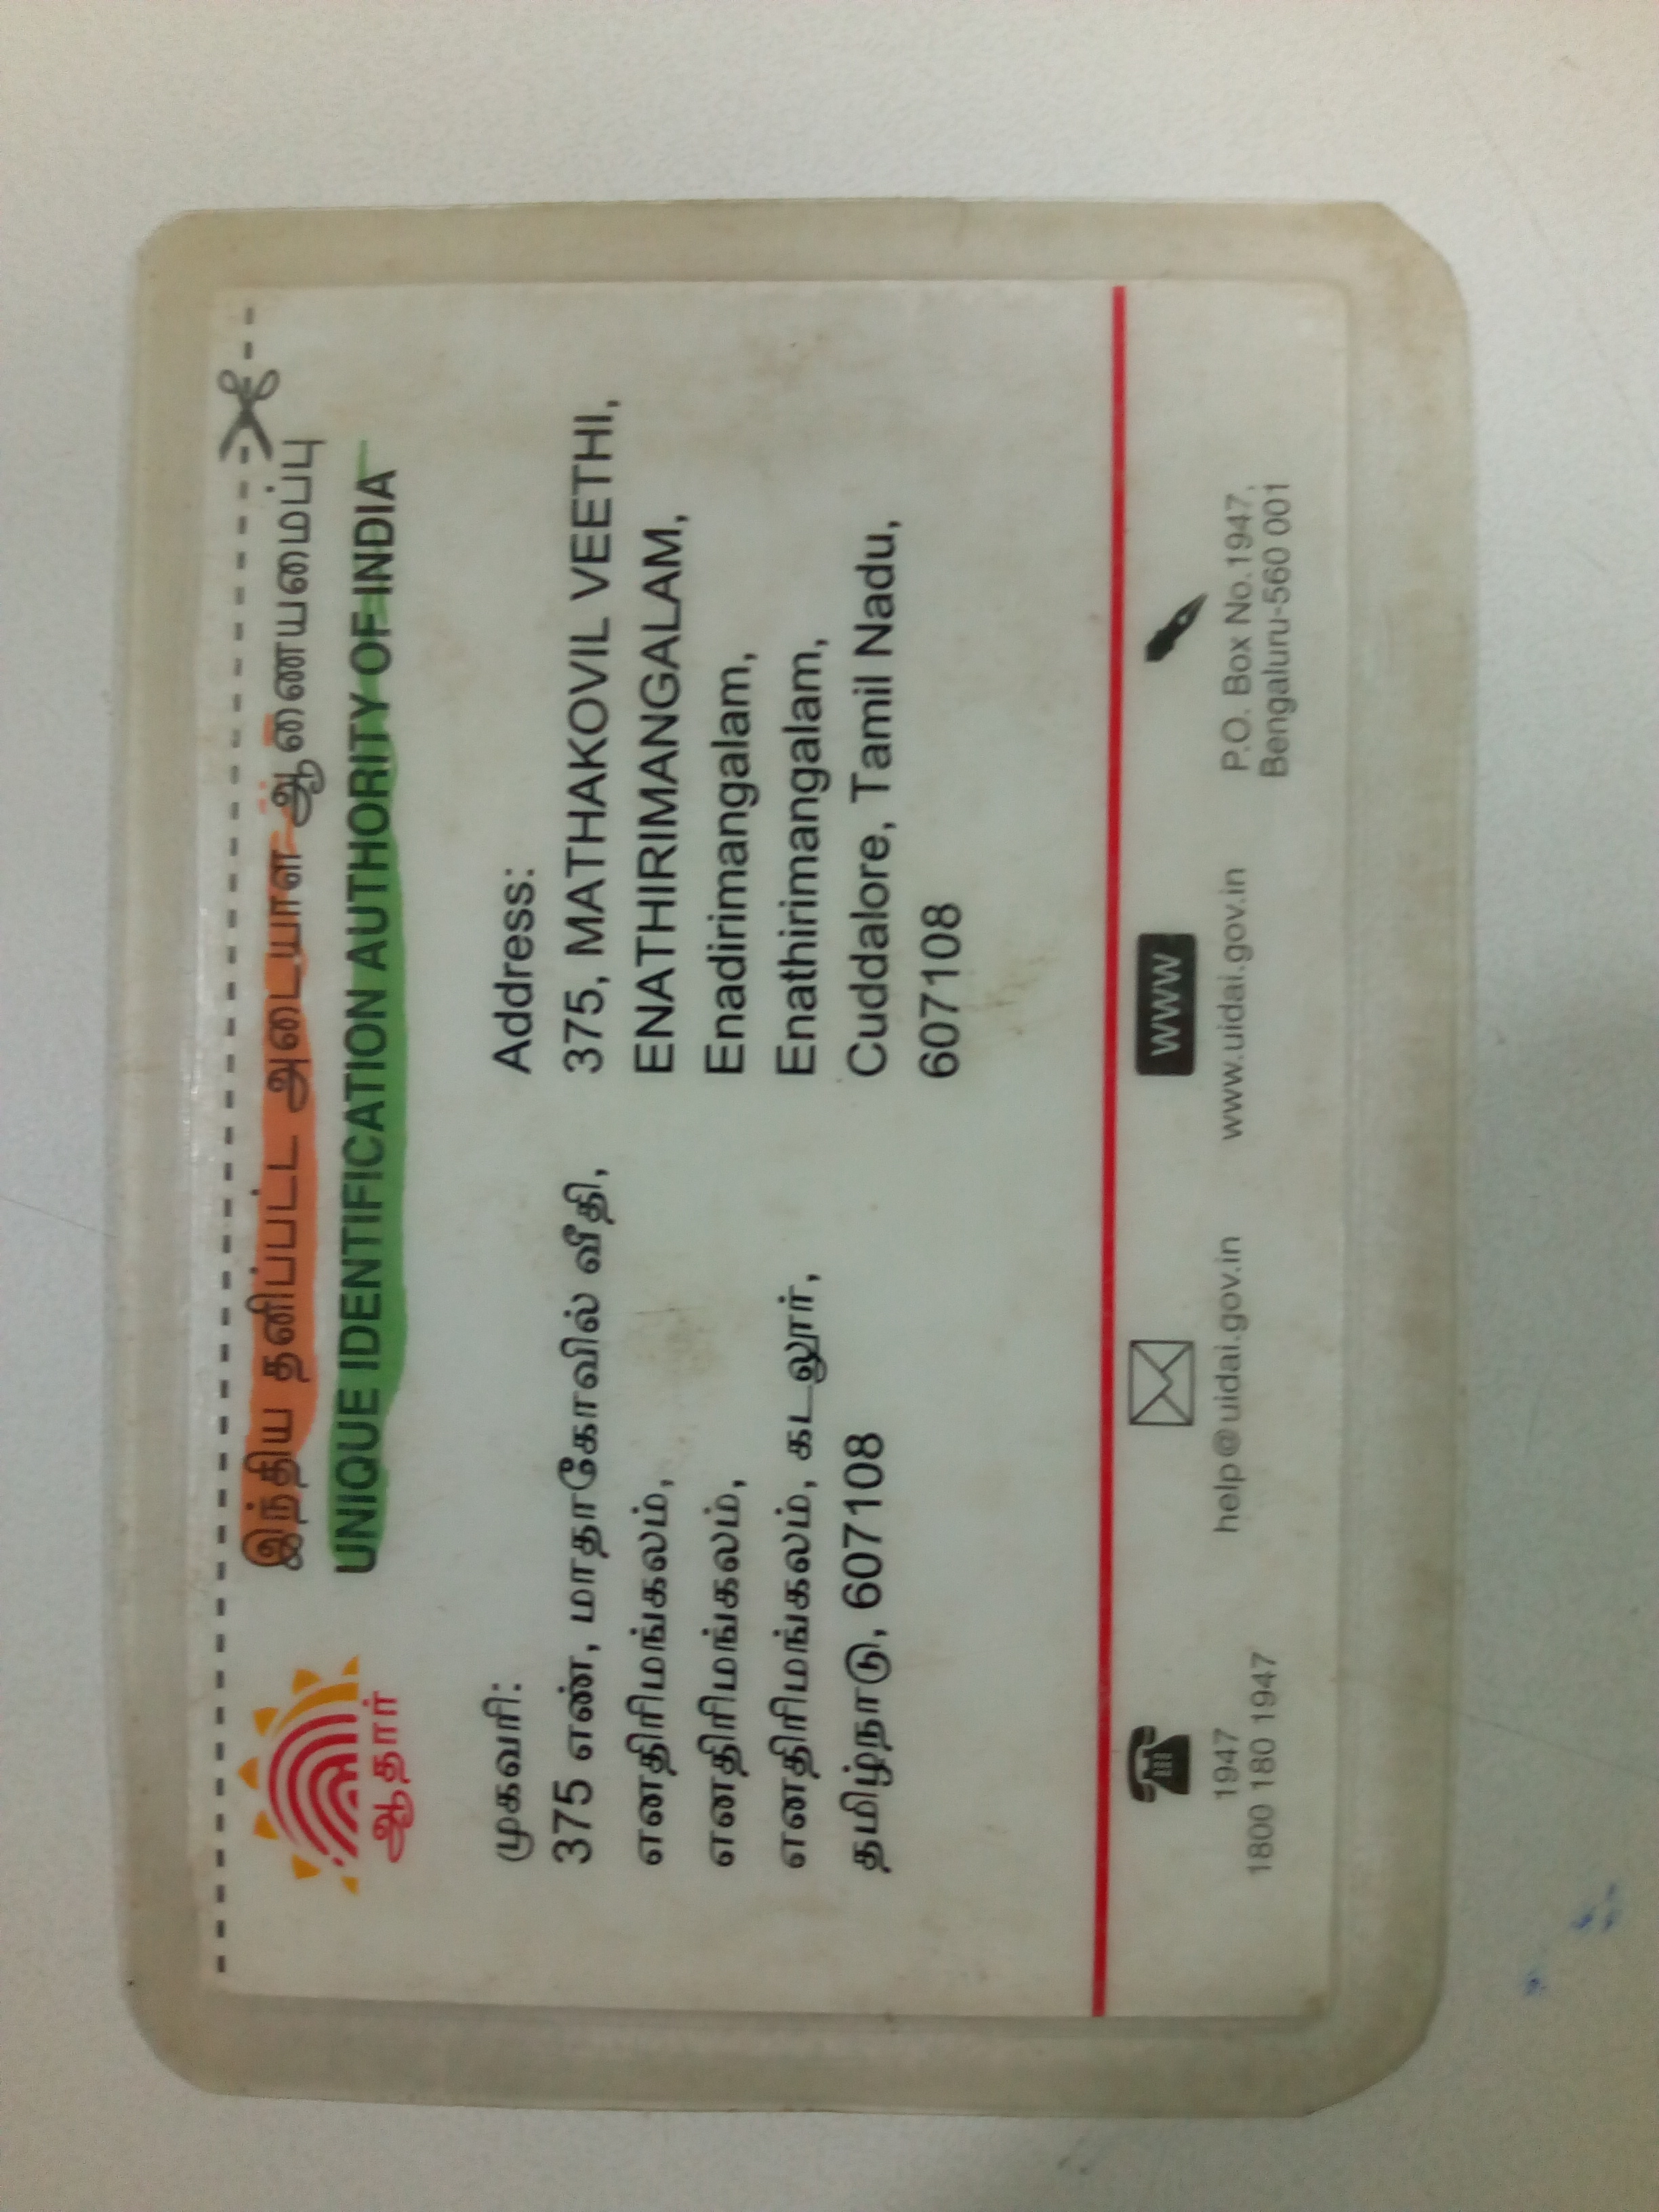 இந்திய தனிப்பட்ட அடையாள ஆணையமைப்பு
UNIQUE IDENTIFICATION AUTHORITY OF INDIA
ஆதார்
முகவரி:
375 எண், மாதாகோவில் வீதி,
எனதிரிமங்கலம்,
எனதிரிமங்கலம்,
எனதிரிமங்கலம், கடலூர்,
தமிழ்நாடு, 607108
Address:
375, MATHAKOVIL VEETHI,
ENATHIRIMANGALAM,
Enadirimangalam,
Enathirimangalam,
Cuddalore, Tamil Nadu,
607108
1947
1800 180 1947
help@uidai.gov.in
WWW
www.uidai.gov.in
P.O. Box No.1947,
Bengaluru-560 001